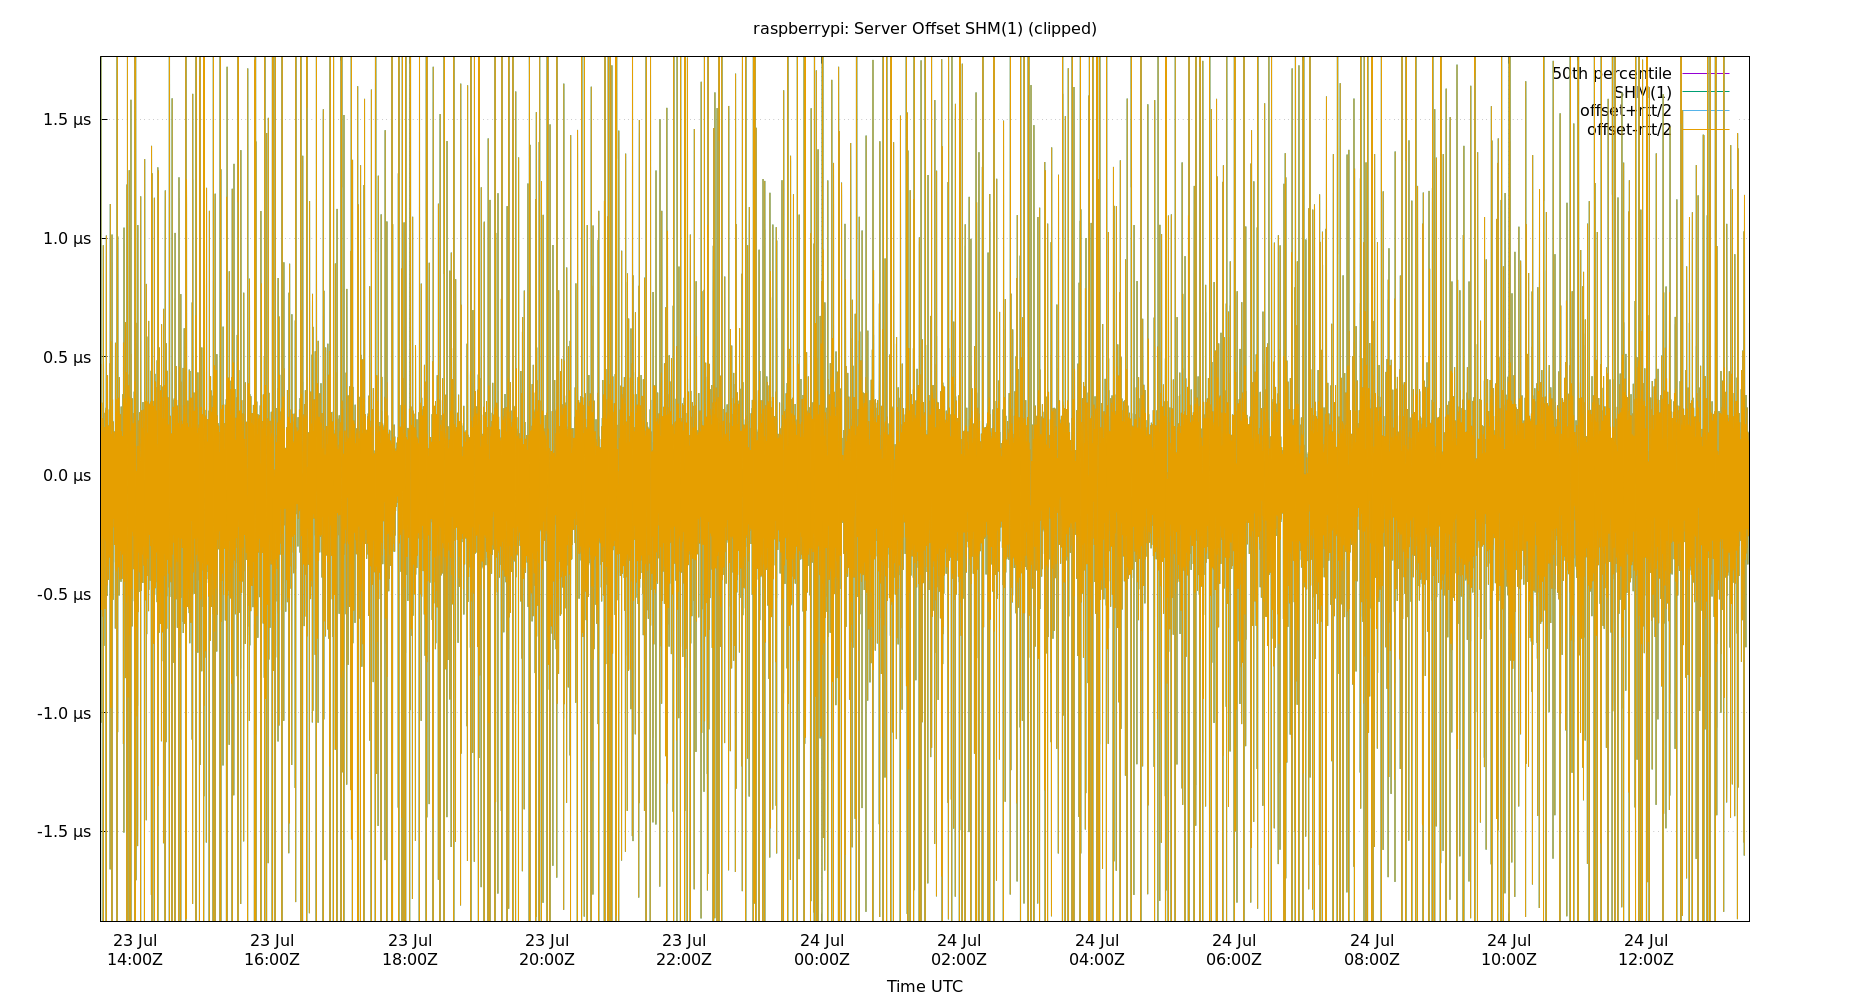 raspberrypi: Server Offset SHM(1) (clipped)
50th percentile
SHM(1)
offset+rtt/2
offset-rtt/2
1.5 µs
1.0 µs
0.5 µs
0.0 µs
-0.5 µs
-1.0 µs
-1.5 µs
23 Jul 23 Jul 23 Jul 23 Jul 23 Jul 24 Jul 24 Jul 24 Jul 24 Jul 24 Jul 24 Jul 24 Jul
14:00Z 16:00Z 18:00Z 20:00Z 22:00Z 00:00Z 02:00Z 04:00Z 06:00Z 08:00Z 10:00Z 12:00Z
Time UTC